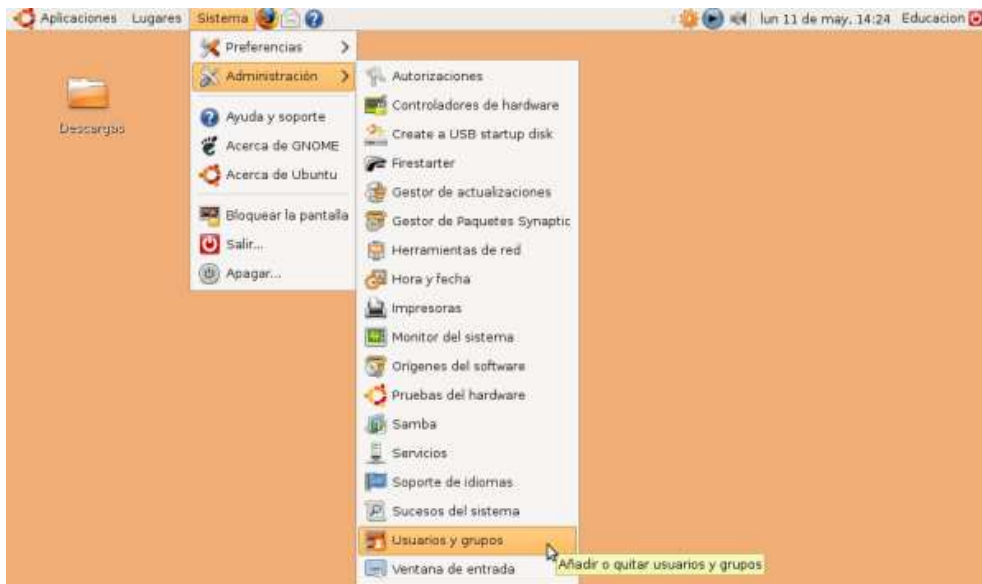 Aplicaciones Lugares Sistema lun 11 de may, 14:24 Educacion
Descargas
Preferencias
Administración
Ayuda y soporte
Acerca de GNOME
Acerca de Ubuntu
Bloquear la pantalla
Salir...
Apagar...
Autorizaciones
Controladores de hardware
Create a USB startup disk
Firestarter
Gestor de actualizaciones
Gestor de Paquetes Synaptic
Herramientas de red
Hora y fecha
Impresoras
Monitor del sistema
Orígenes del software
Pruebas del hardware
Samba
Servicios
Soporte de idiomas
Sucesos del sistema
Usuarios y grupos
Añadir o quitar usuarios y grupos
Ventana de entrada